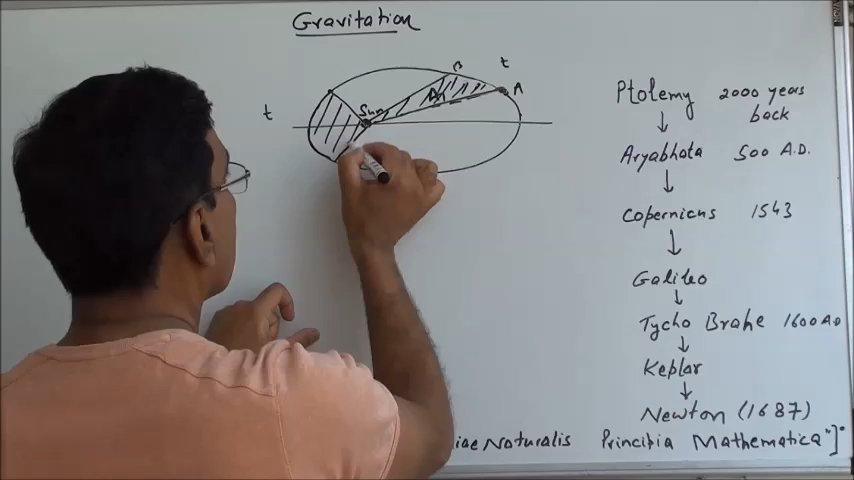 Gravitation
t
Sun
A₁
B
t
A
Ptolemy 2000 years
back
Aryabhata 500 A.D.
Copernicus 1543
Galileo
Tycho Brahe 1600 AD
Keplar
Newton (1687)
iae Naturalis Principia Mathematica"]•